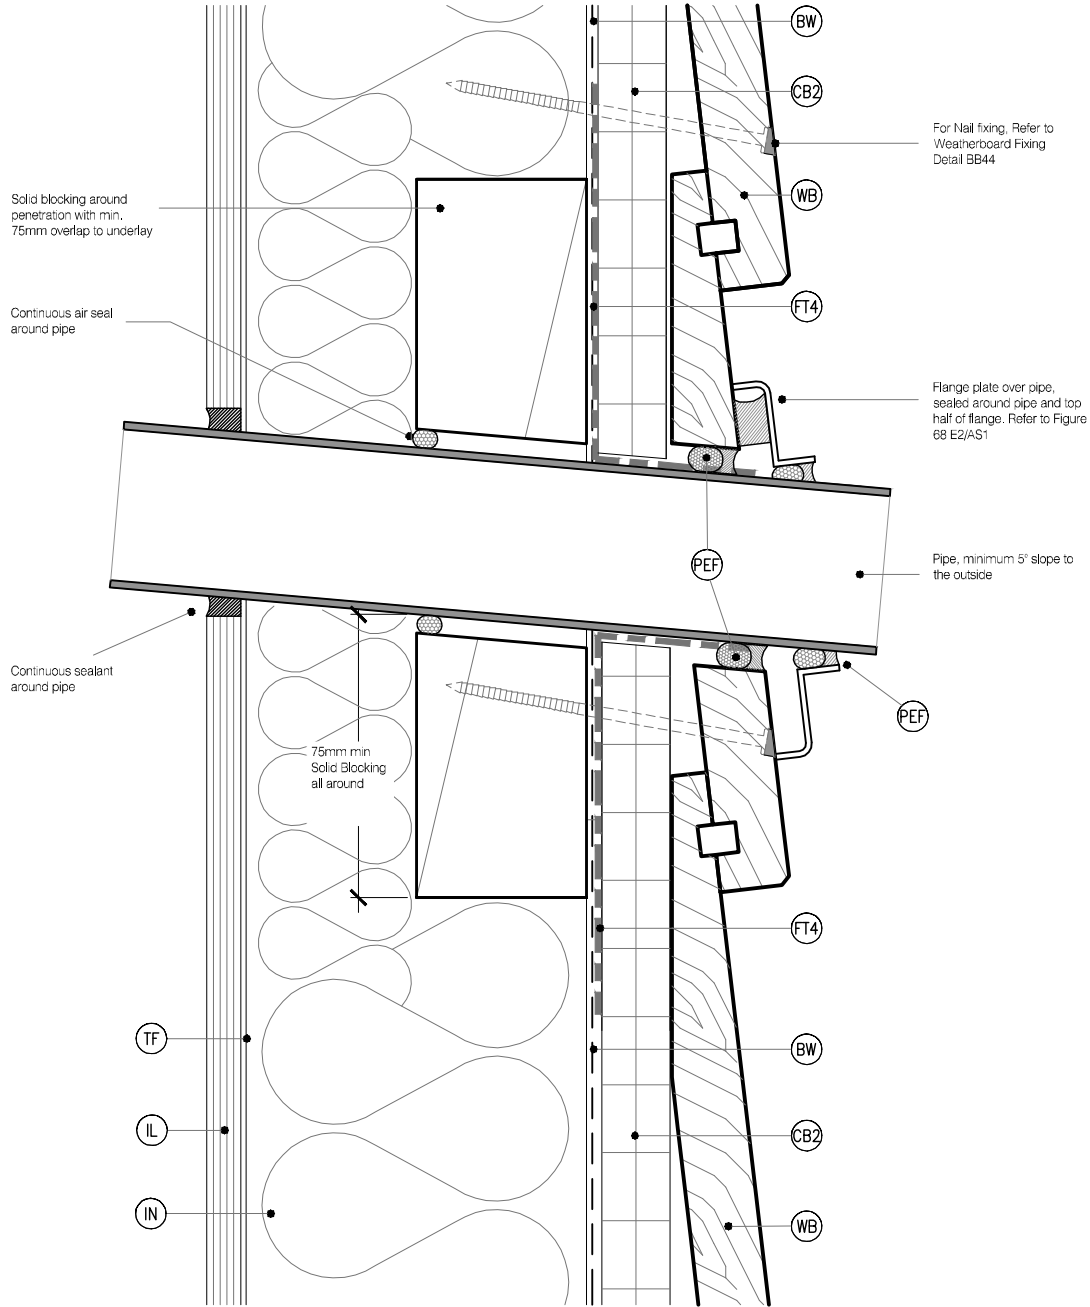 BW
CB2
For Nail fixing, Refer to
Weatherboard Fixing
Detail BB44
WB
Solid blocking around
penetration with min.
75mm overlap to underlay
FT4
Continuous air seal
around pipe
Flange plate over pipe,
sealed around pipe and top
half of flange. Refer to Figure
68 E2/AS1
PEF
Pipe, minimum 5° slope to
the outside
Continuous sealant
around pipe
PEF
75mm min
Solid Blocking
all around
FT4
TF
BW
IL
CB2
IN
WB